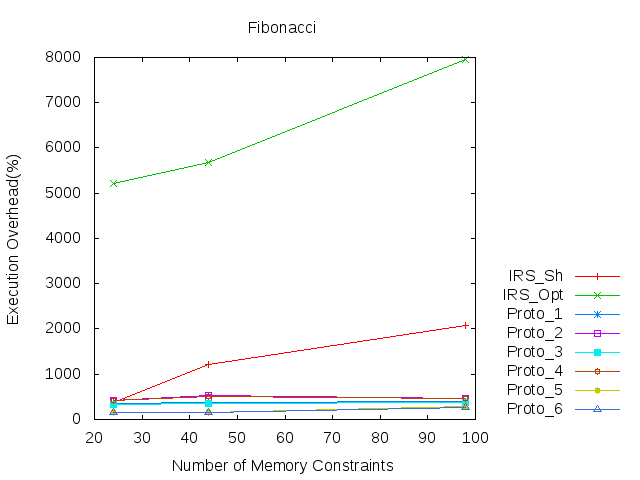 Fibonacci
8000
7000
6000
5000
4000
3000
2000
1000
0
20 30 40 50 60 70 80 90 100
Execution Overhead(%)
Number of Memory Constraints
IRS_Sh
IRS_Opt
Proto_1
Proto_2
Proto_3
Proto_4
Proto_5
Proto_6